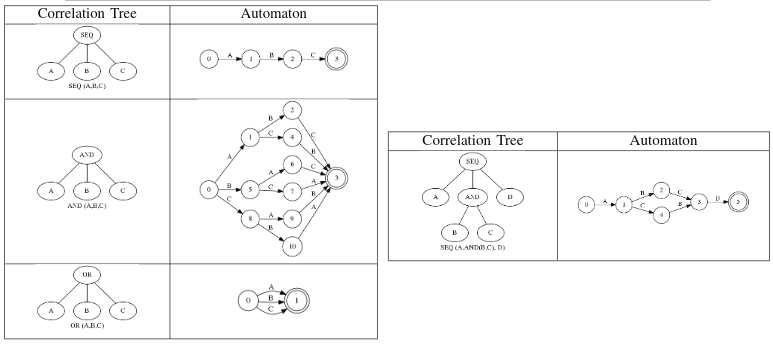 Correlation Tree Automaton
SEQ
A B C
SEQ (A,B,C)
0 A 1 B 2 C 3
AND
A B C
AND (A,B,C)
2
B C
1 C 4 B
A
6
A C
0 B 5 C 7 A 3
C
8 A 9 B
B A
10
OR
A B C
OR (A,B,C)
A
0 B 1
C
Correlation Tree Automaton
SEQ
A AND D
B C
SEQ (A,AND(B,C), D)
2
B C
0 A 1 3 D 5
C B
4